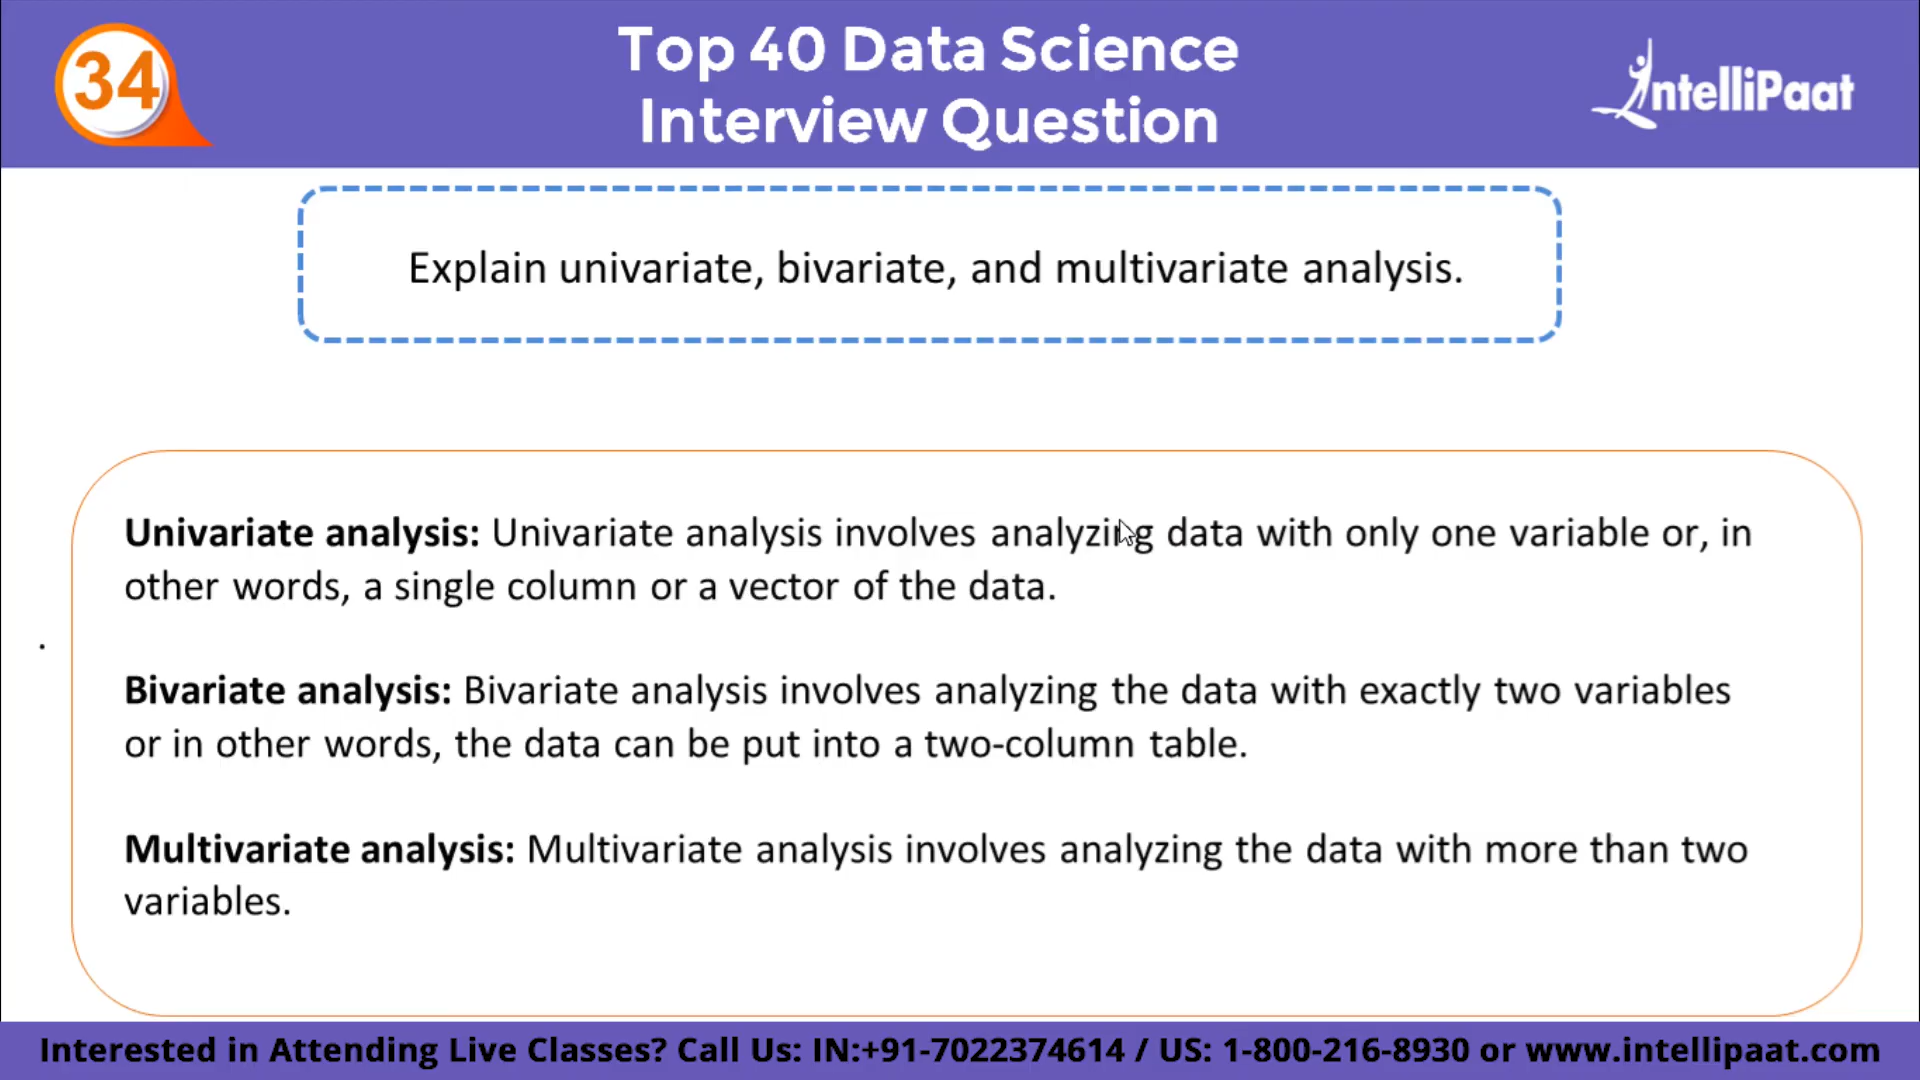 34
Top 40 Data Science
Interview Question
IntelliPaat
Explain univariate, bivariate, and multivariate analysis.
Univariate analysis: Univariate analysis involves analyzing data with only one variable or, in
other words, a single column or a vector of the data.
.
Bivariate analysis: Bivariate analysis involves analyzing the data with exactly two variables
or in other words, the data can be put into a two-column table.
Multivariate analysis: Multivariate analysis involves analyzing the data with more than two
variables.
Interested in Attending Live Classes? Call Us: IN:+91-7022374614 / US: 1-800-216-8930 or www.intellipaat.com